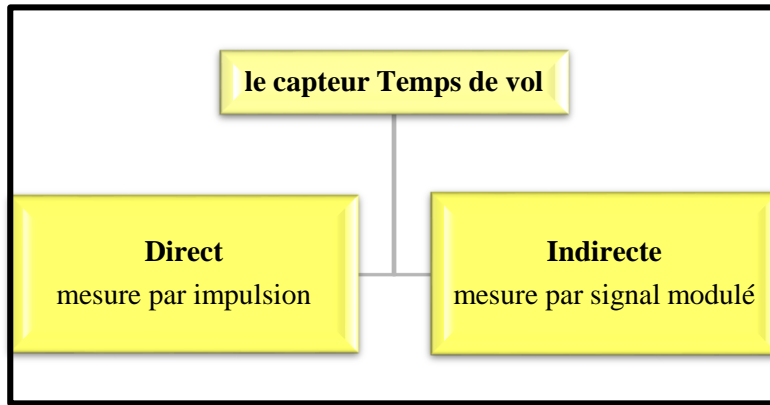 le capteur Temps de vol
Direct
mesure par impulsion
Indirecte
mesure par signal modulé